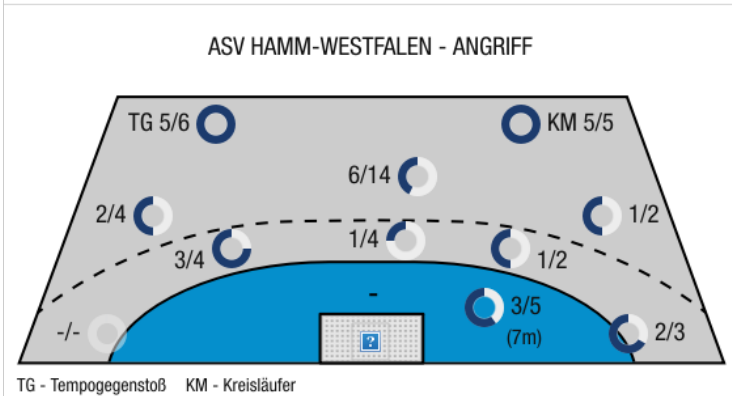 ASV HAMM-WESTFALEN - ANGRIFF
TG 5/6
KM 5/5
6/14
2/4
1/2
1/4
3/4
1/2
-
3/5
(7m)
-/-
?
2/3
TG - Tempogegenstoß KM - Kreisläufer